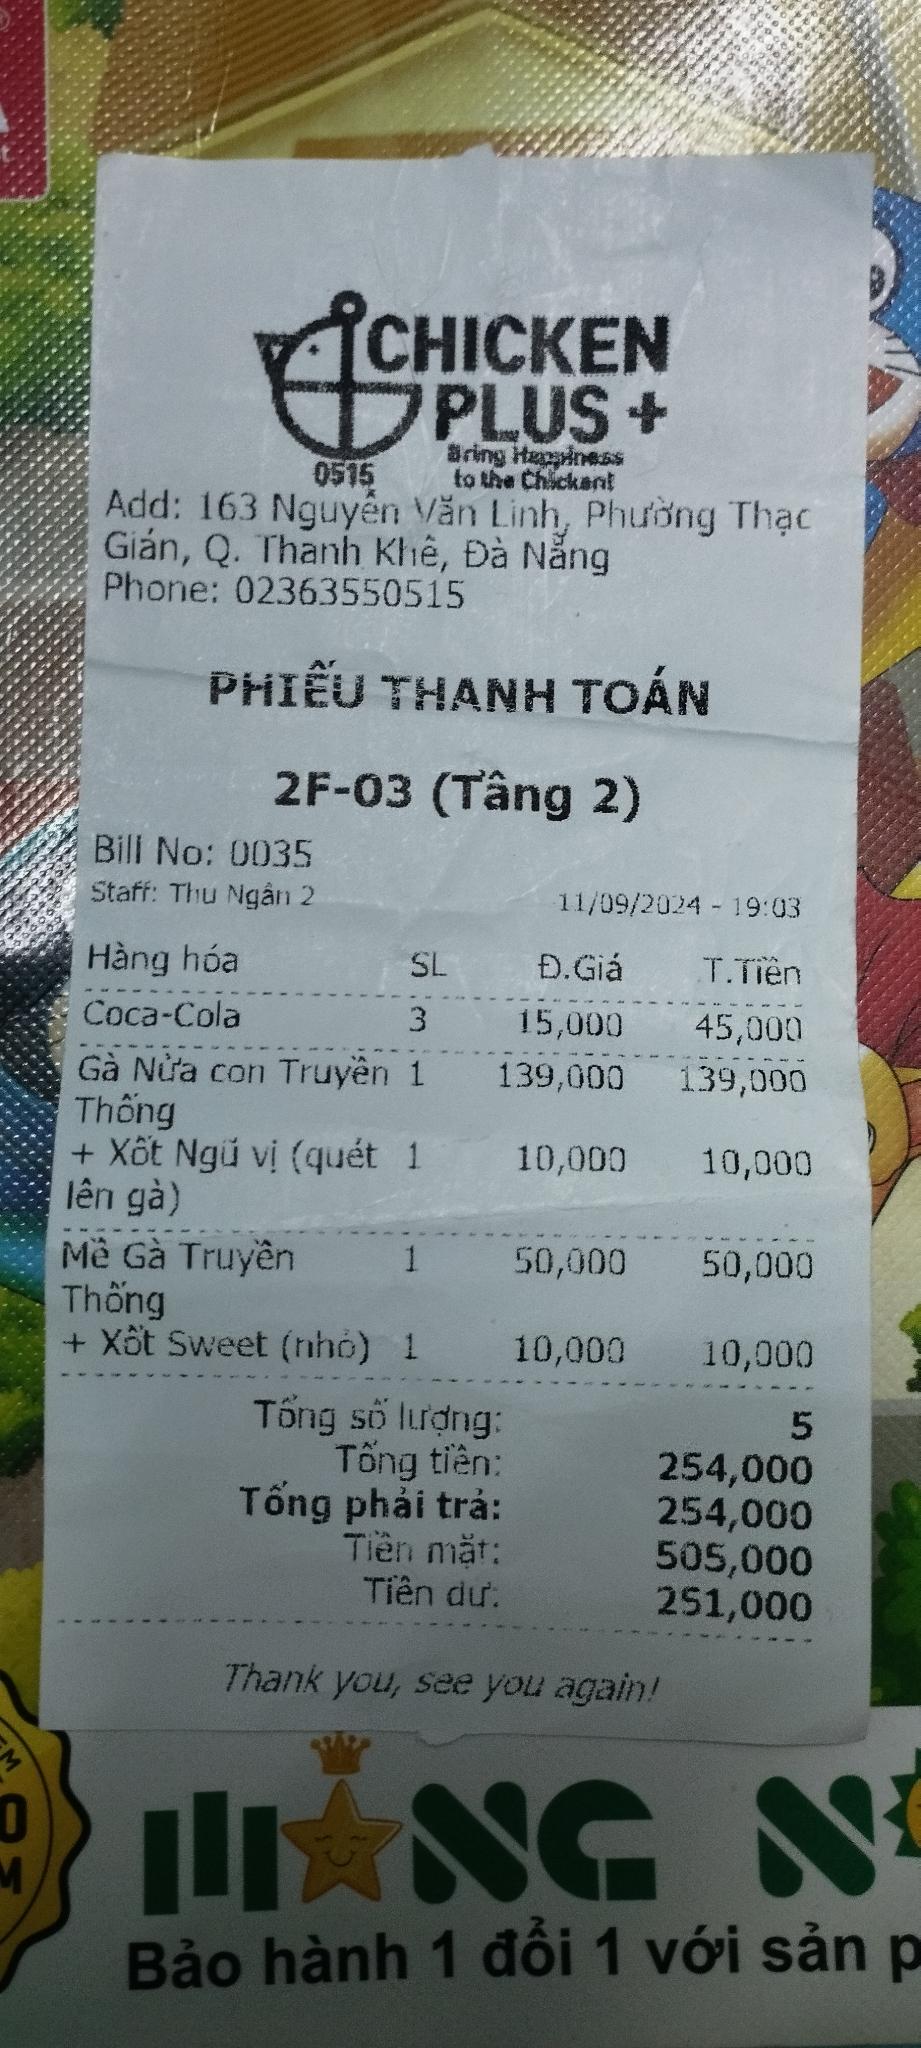 CHICKEN
PLUS +
Bring Happiness
to the Chicken!
0515
Add: 163 Nguyễn Văn Linh, Phường Thạc
Gián, Q. Thanh Khê, Đà Nẵng
Phone: 02363550515
PHIẾU THANH TOÁN
2F-03 (Tầng 2)
Bill No: 0035
Staff: Thu Ngân 2 11/09/2024 - 19:03
Hàng hóa SL Đ.Giá T.Tiền
Coca-Cola 3 15,000 45,000
Gà Nửa con Truyền 1 139,000 139,000
Thống
+ Xốt Ngũ vị (quét 1 10,000 10,000
lên gà)
Mề Gà Truyền 1 50,000 50,000
Thống
+ Xốt Sweet (nhỏ) 1 10,000 10,000
Tổng số lượng: 5
Tổng tiền: 254,000
Tổng phải trả: 254,000
Tiền mặt: 505,000
Tiền dư: 251,000
Thank you, see you again!
Bảo hành 1 đổi 1 với sản